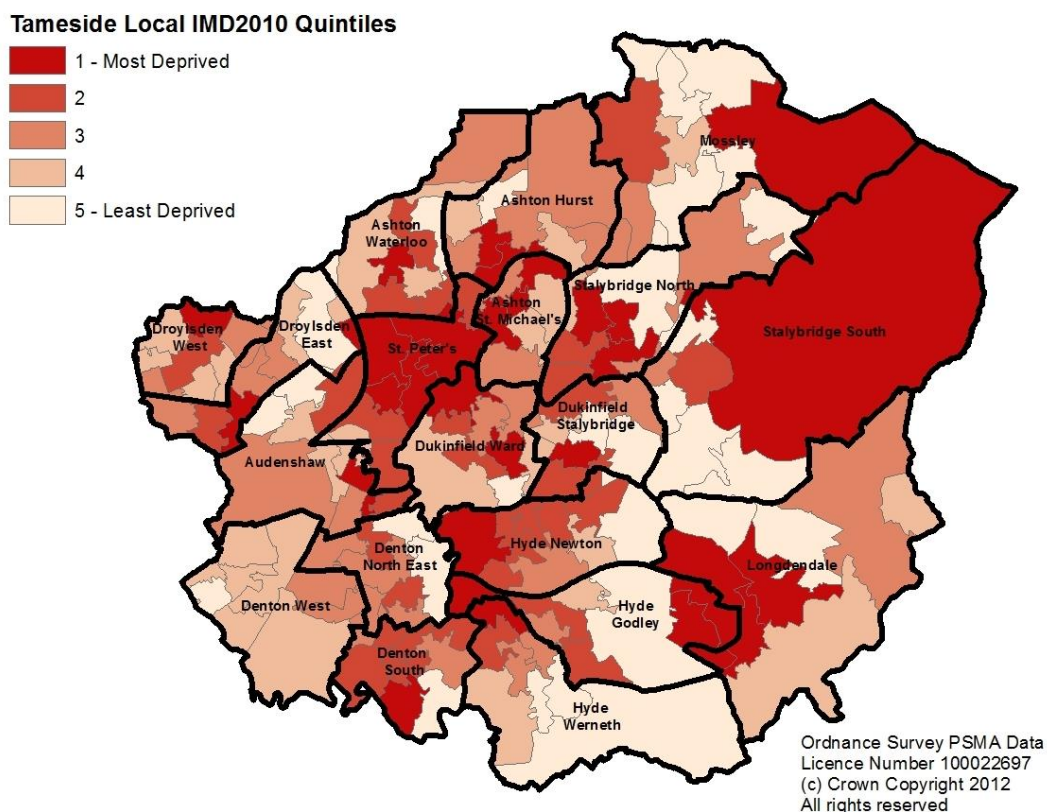 Tameside Local IMD2010 Quintiles
1 - Most Deprived
2
3
4
5 - Least Deprived
Mossley
Ashton Hurst
Ashton
Waterloo
Stalybridge North
Ashton
St. Michael's
Droylsden
West
Droylsden
East
St. Peter's
Stalybridge South
Dukinfield
Stalybridge
Dukinfield Ward
Audenshaw
Hyde Newton
Denton
North East
Longdendale
Denton West
Hyde
Godley
Denton
South
Hyde
Werneth
Ordnance Survey PSMA Data
Licence Number 100022697
(c) Crown Copyright 2012
All rights reserved